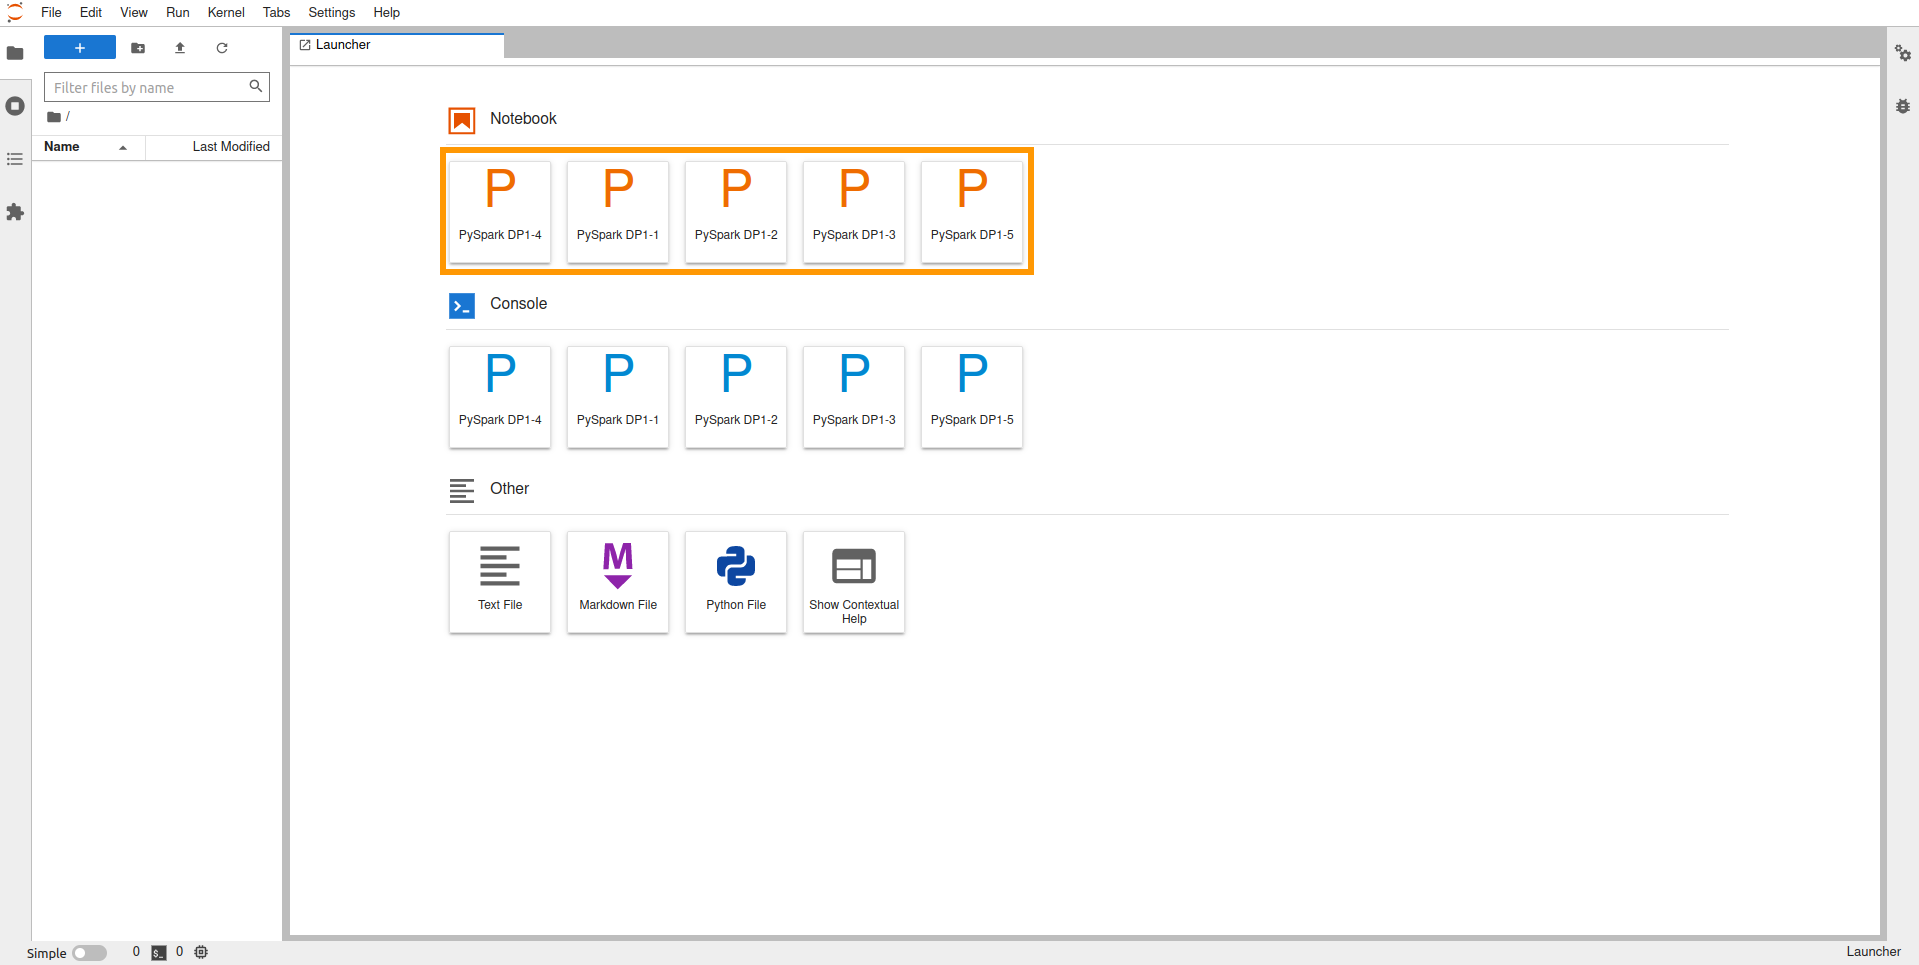 File Edit View Run Kernel Tabs Settings Help
+
Launcher
Filter files by name
/
Name Last Modified
Notebook
P P P P P
PySpark DP1-4 PySpark DP1-1 PySpark DP1-2 PySpark DP1-3 PySpark DP1-5
Console
P P P P P
PySpark DP1-4 PySpark DP1-1 PySpark DP1-2 PySpark DP1-3 PySpark DP1-5
Other
M
Text File Markdown File Python File Show Contextual
Help
Simple 0 $_ 0 Launcher